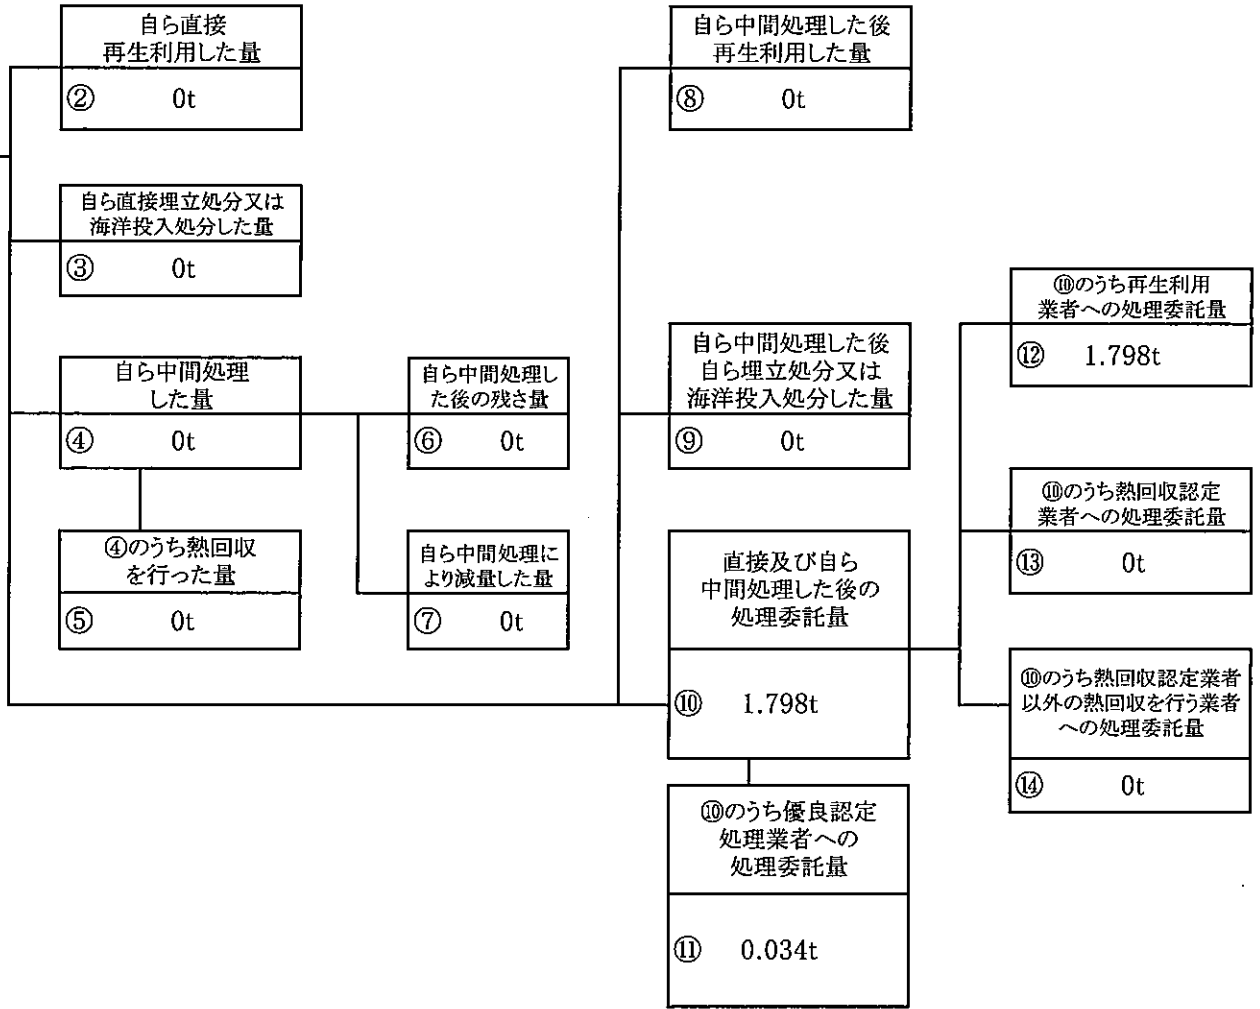 自ら直接
再生利用した量
② 0t
自ら直接埋立処分又は
海洋投入処分した量
③ 0t
自ら中間処理
した量
④ 0t
④のうち熱回収
を行った量
⑤ 0t
自ら中間処理し
た後の残さ量
⑥ 0t
自ら中間処理に
より減量した量
⑦ 0t
自ら中間処理した後
再生利用した量
⑧ 0t
自ら中間処理した後
自ら埋立処分又は
海洋投入処分した量
⑨ 0t
直接及び自ら
中間処理した後の
処理委託量
⑩ 1.798t
⑩のうち優良認定
処理業者への
処理委託量
⑪ 0.034t
⑩のうち再生利用
業者への処理委託量
⑫ 1.798t
⑩のうち熱回収認定
業者への処理委託量
⑬ 0t
⑩のうち熱回収認定業者
以外の熱回収を行う業者
への処理委託量
⑭ 0t